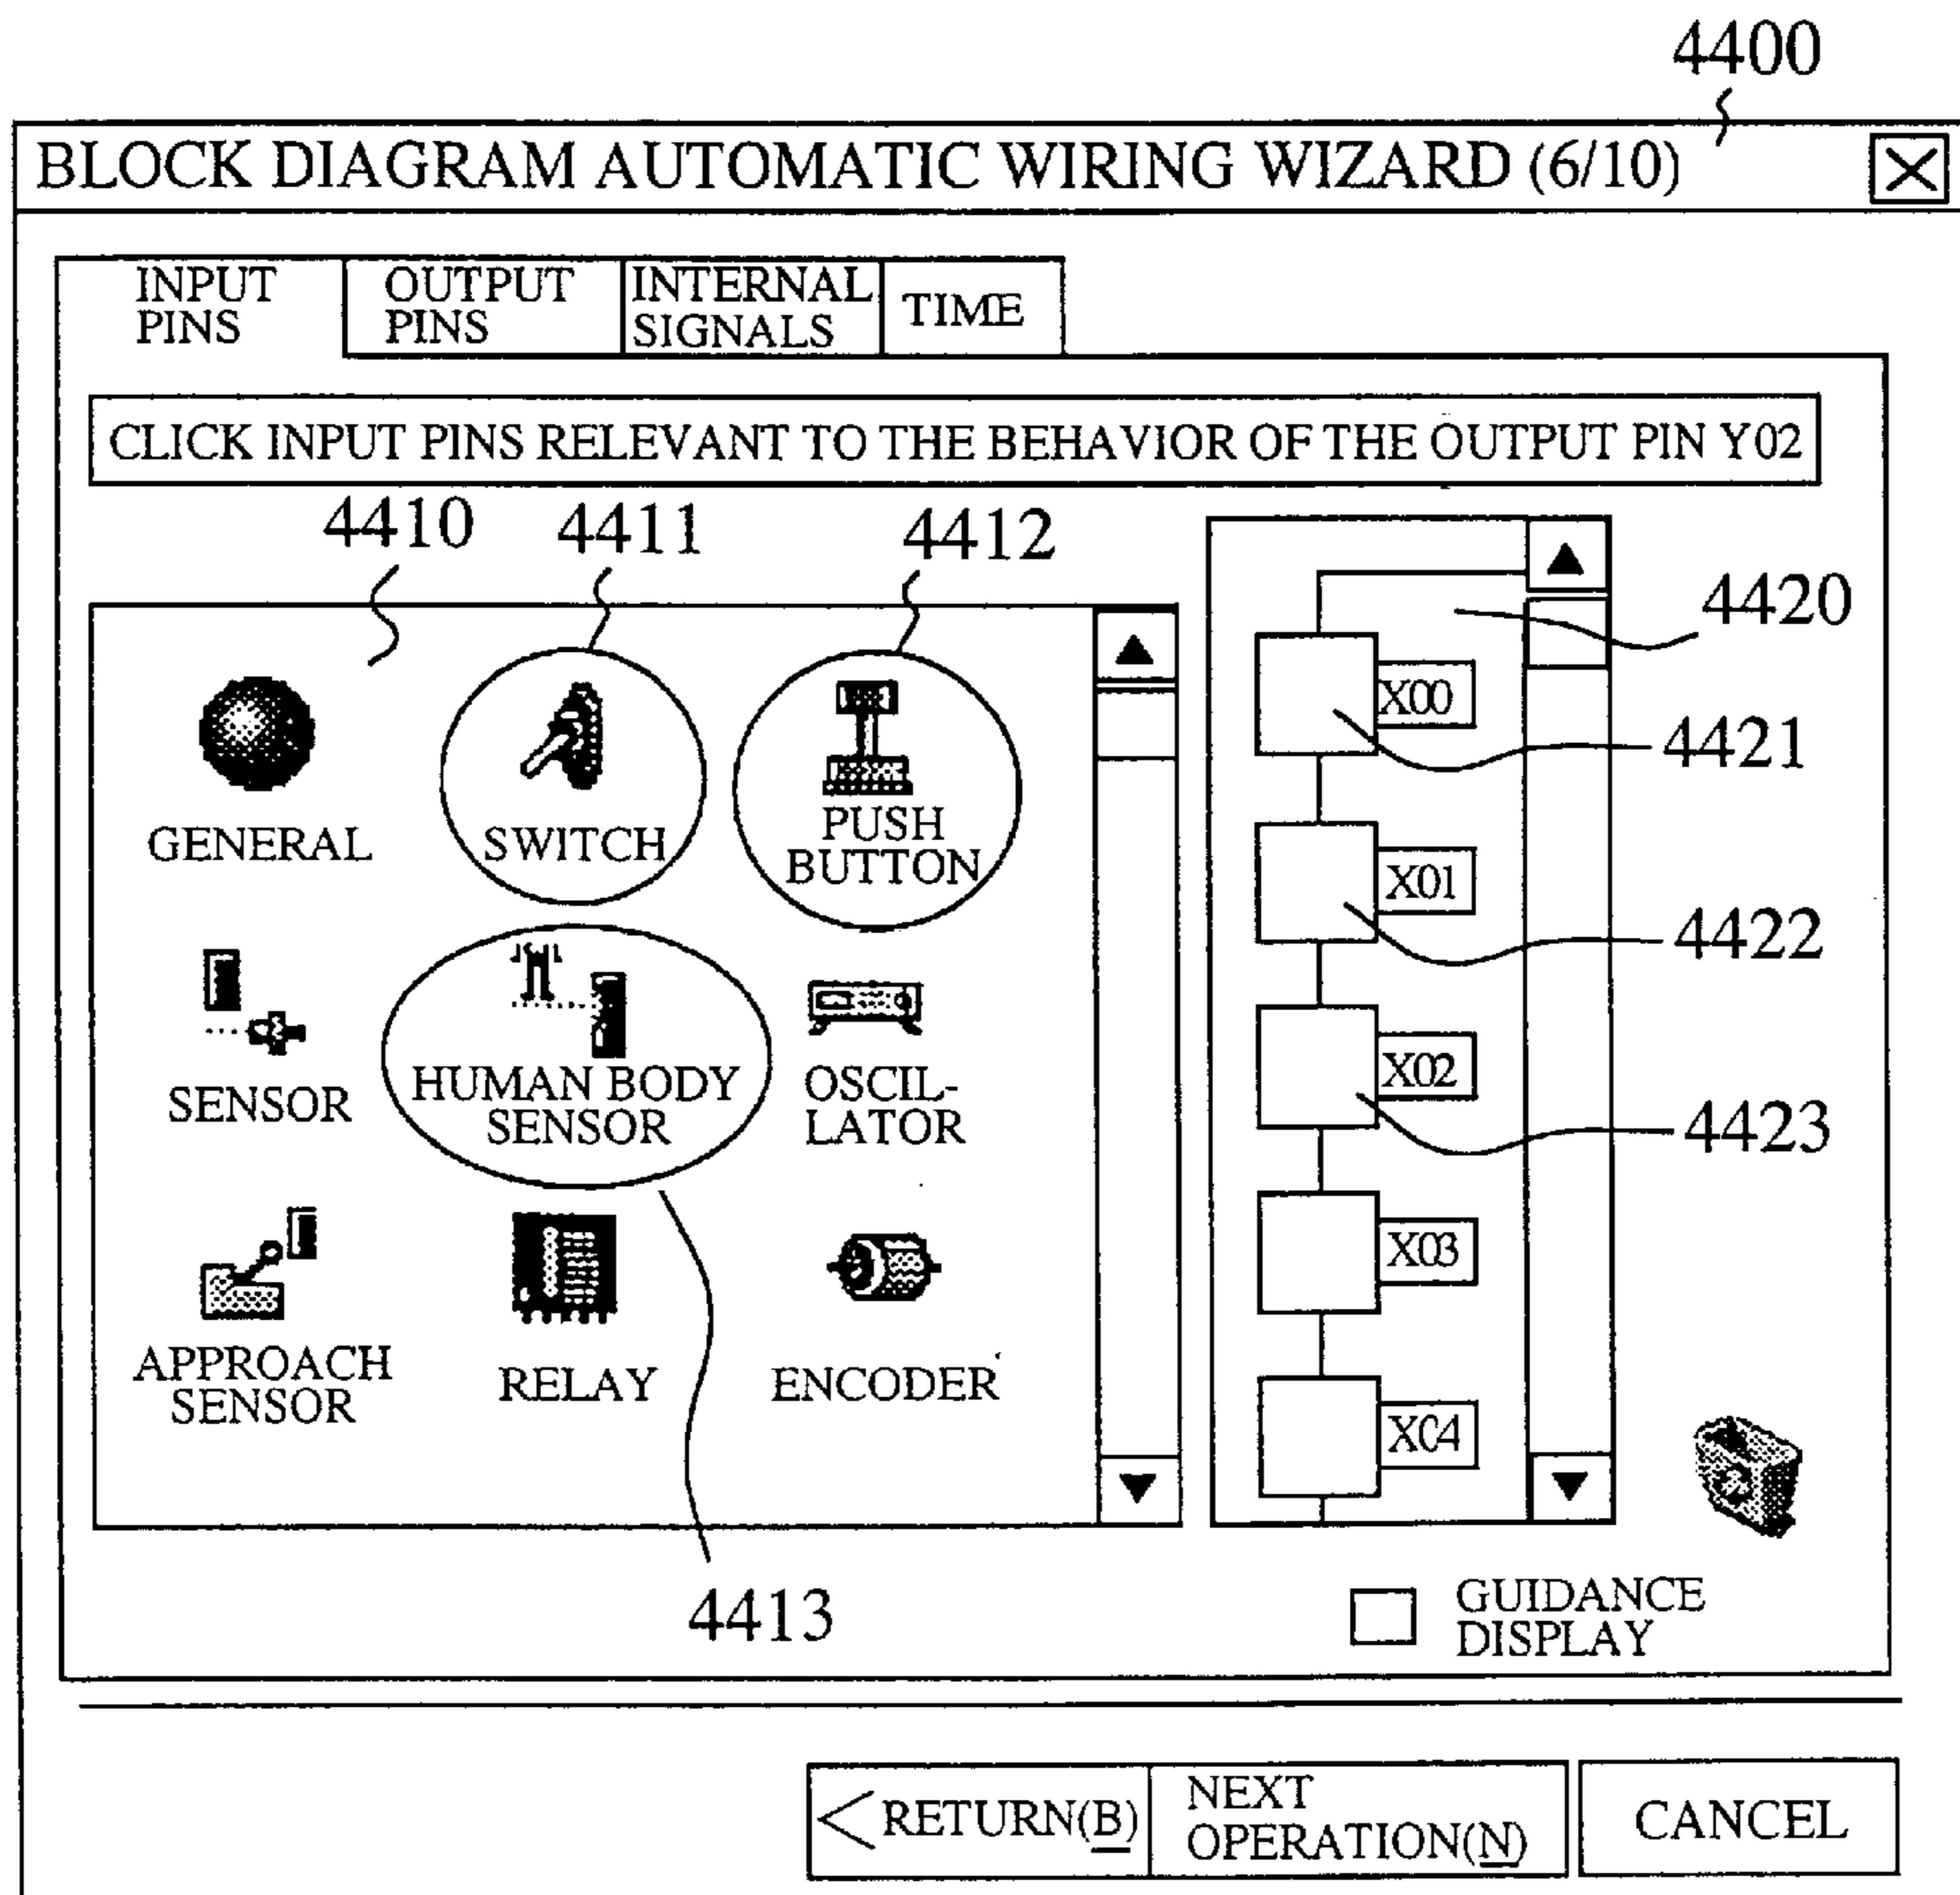 4400
BLOCK DIAGRAM AUTOMATIC WIRING WIZARD (6/10)
INPUT
PINS
OUTPUT
PINS
INTERNAL
SIGNALS
TIME
CLICK INPUT PINS RELEVANT TO THE BEHAVIOR OF THE OUTPUT PIN Y02
4410
4411
4412
GENERAL
SWITCH
PUSH
BUTTON
SENSOR
HUMAN BODY
SENSOR
OSCIL-
LATOR
APPROACH
SENSOR
RELAY
ENCODER
4413
4420
X00
4421
X01
4422
X02
4423
X03
X04
GUIDANCE
DISPLAY
<RETURN(B)
NEXT
OPERATION(N)
CANCEL